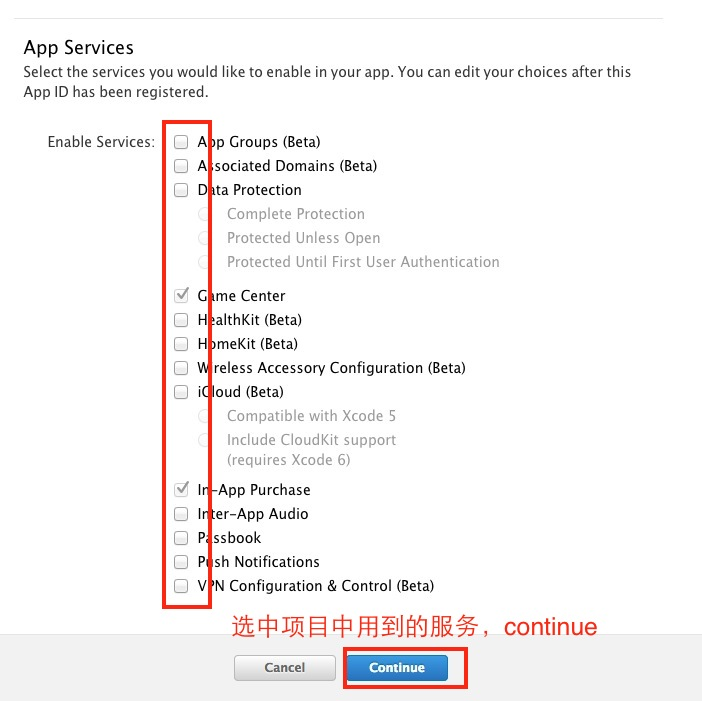 App Services
Select the services you would like to enable in your app. You can edit your choices after this
App ID has been registered.
Enable Services:
App Groups (Beta)
Associated Domains (Beta)
Data Protection
Complete Protection
Protected Unless Open
Protected Until First User Authentication
Game Center
HealthKit (Beta)
HomeKit (Beta)
Wireless Accessory Configuration (Beta)
iCloud (Beta)
Compatible with Xcode 5
Include CloudKit support
(requires Xcode 6)
In-App Purchase
Inter-App Audio
Passbook
Push Notifications
VPN Configuration & Control (Beta)
选中项目中用到的服务，continue
Cancel
Continue